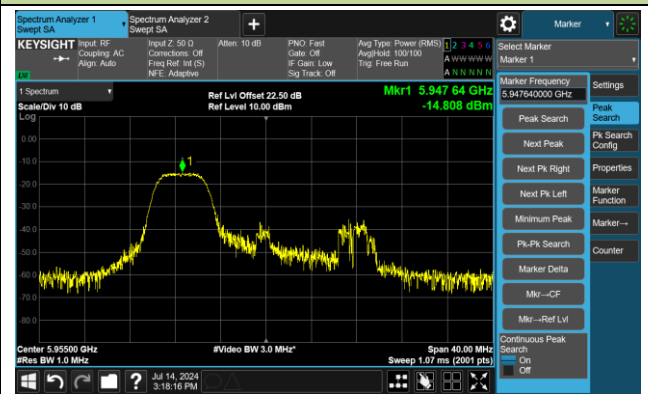 Spectrum Analyzer 1
Swept SA
Spectrum Analyzer 2
Swept SA
+
Marker
KEYSIGHT
Input: RF
Coupling: AC
Align: Auto
Input Z: 50 Ω
Corrections: Off
Freq Ref: Int (S)
NFE: Adaptive
Atten: 10 dB
PNO: Fast
Gate: Off
IF Gain: Low
Sig Track: Off
Avg Type: Power (RMS)
Avg|Hold: 100/100
Trig: Free Run
1 2 3 4 5 6
A W W W W W
A N N N N N
Select Marker
Marker 1
1 Spectrum
Scale/Div 10 dB
Log
Ref Lvl Offset 22.50 dB
Ref Level 10.00 dBm
Mkr1 5.947 64 GHz
-14.808 dBm
0.00
-10.0
-20.0
-30.0
-40.0
-50.0
-60.0
-70.0
-80.0
1
Center 5.95500 GHz
#Res BW 1.0 MHz
#Video BW 3.0 MHz*
Span 40.00 MHz
Sweep 1.07 ms (2001 pts)
Marker Frequency
5.947640000 GHz
Peak Search
Next Peak
Next Pk Right
Next Pk Left
Minimum Peak
Pk-Pk Search
Marker Delta
Mkr→CF
Mkr→Ref Lvl
Continuous Peak
Search
On
Off
Settings
Peak
Search
Pk Search
Config
Properties
Marker
Function
Marker→
Counter
?
Jul 14, 2024
3:18:16 PM